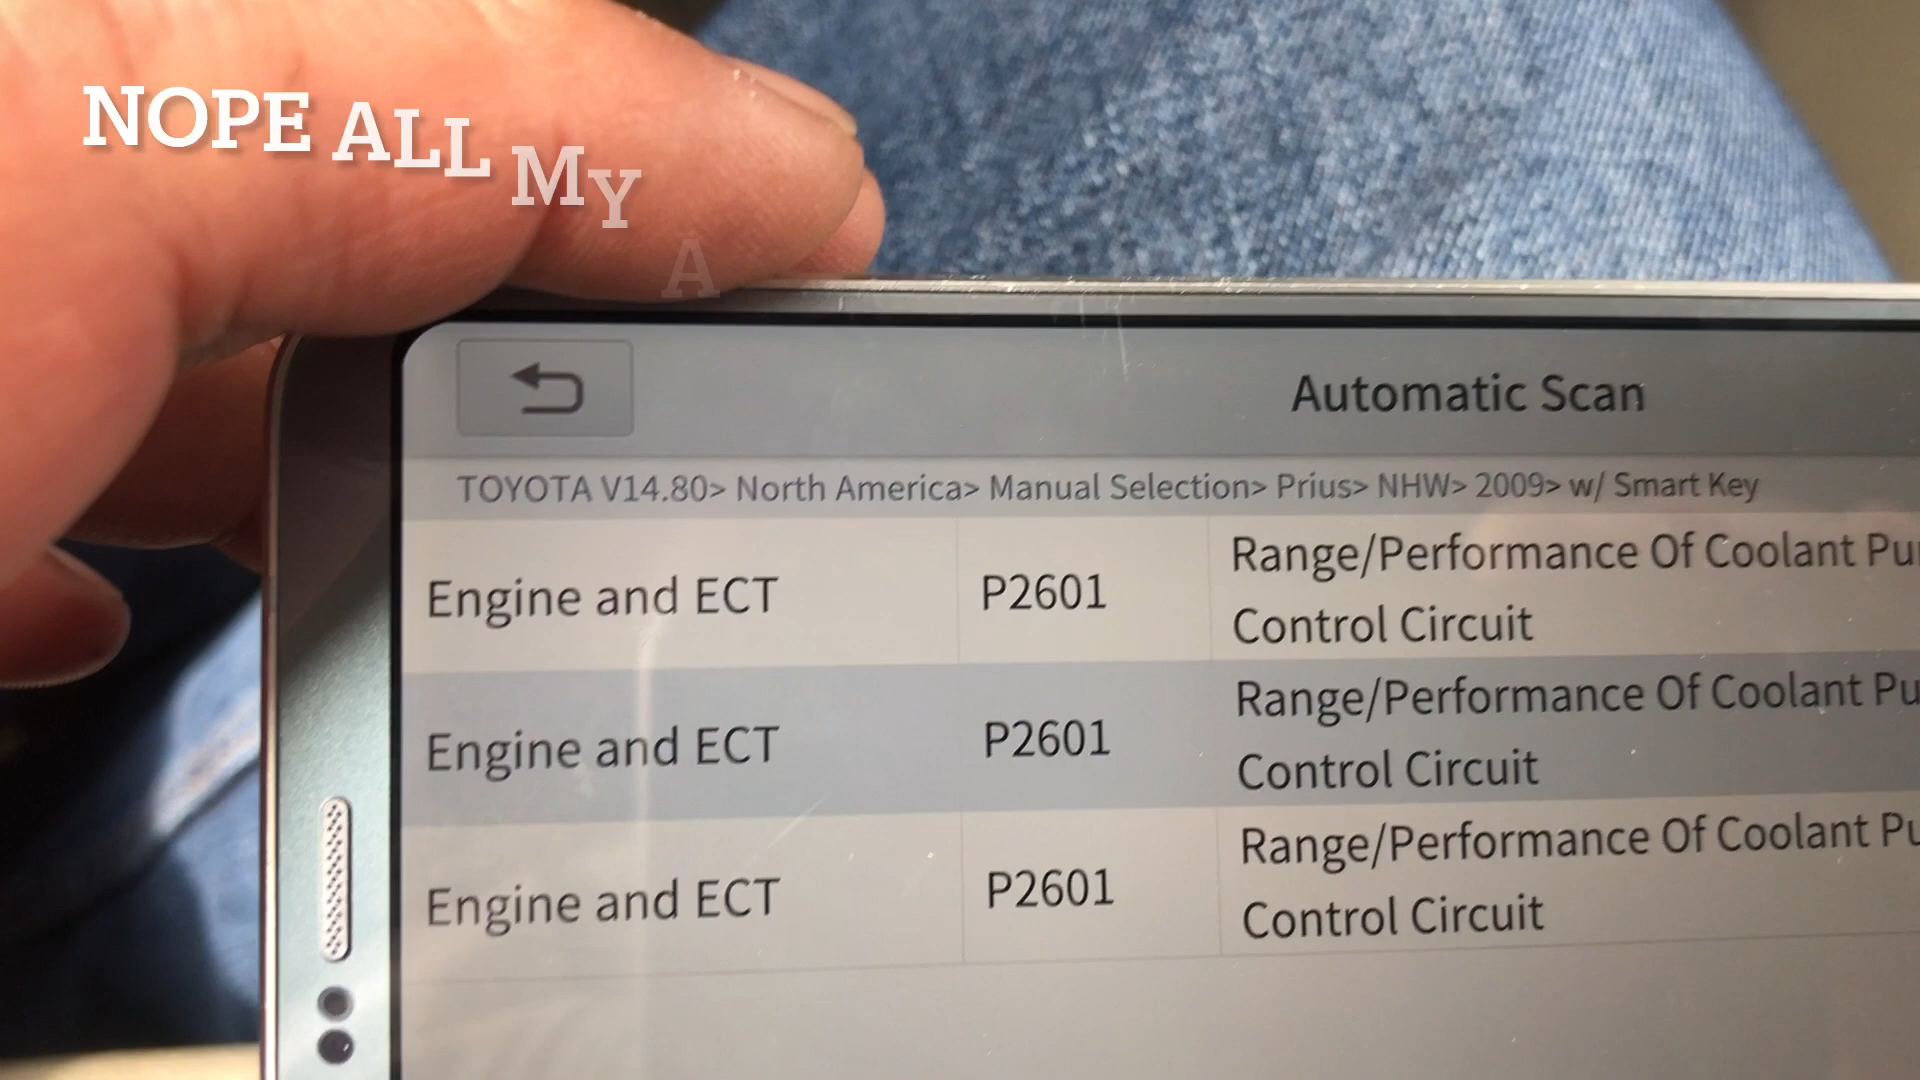 NOPE ALL MY A
Automatic Scan
TOYOTA V14.80> North America> Manual Selection> Prius> NHW> 2009> w/ Smart Key
Engine and ECT P2601 Range/Performance Of Coolant Pu
Control Circuit
Engine and ECT P2601 Range/Performance Of Coolant Pu
Control Circuit
Engine and ECT P2601 Range/Performance Of Coolant Pu
Control Circuit